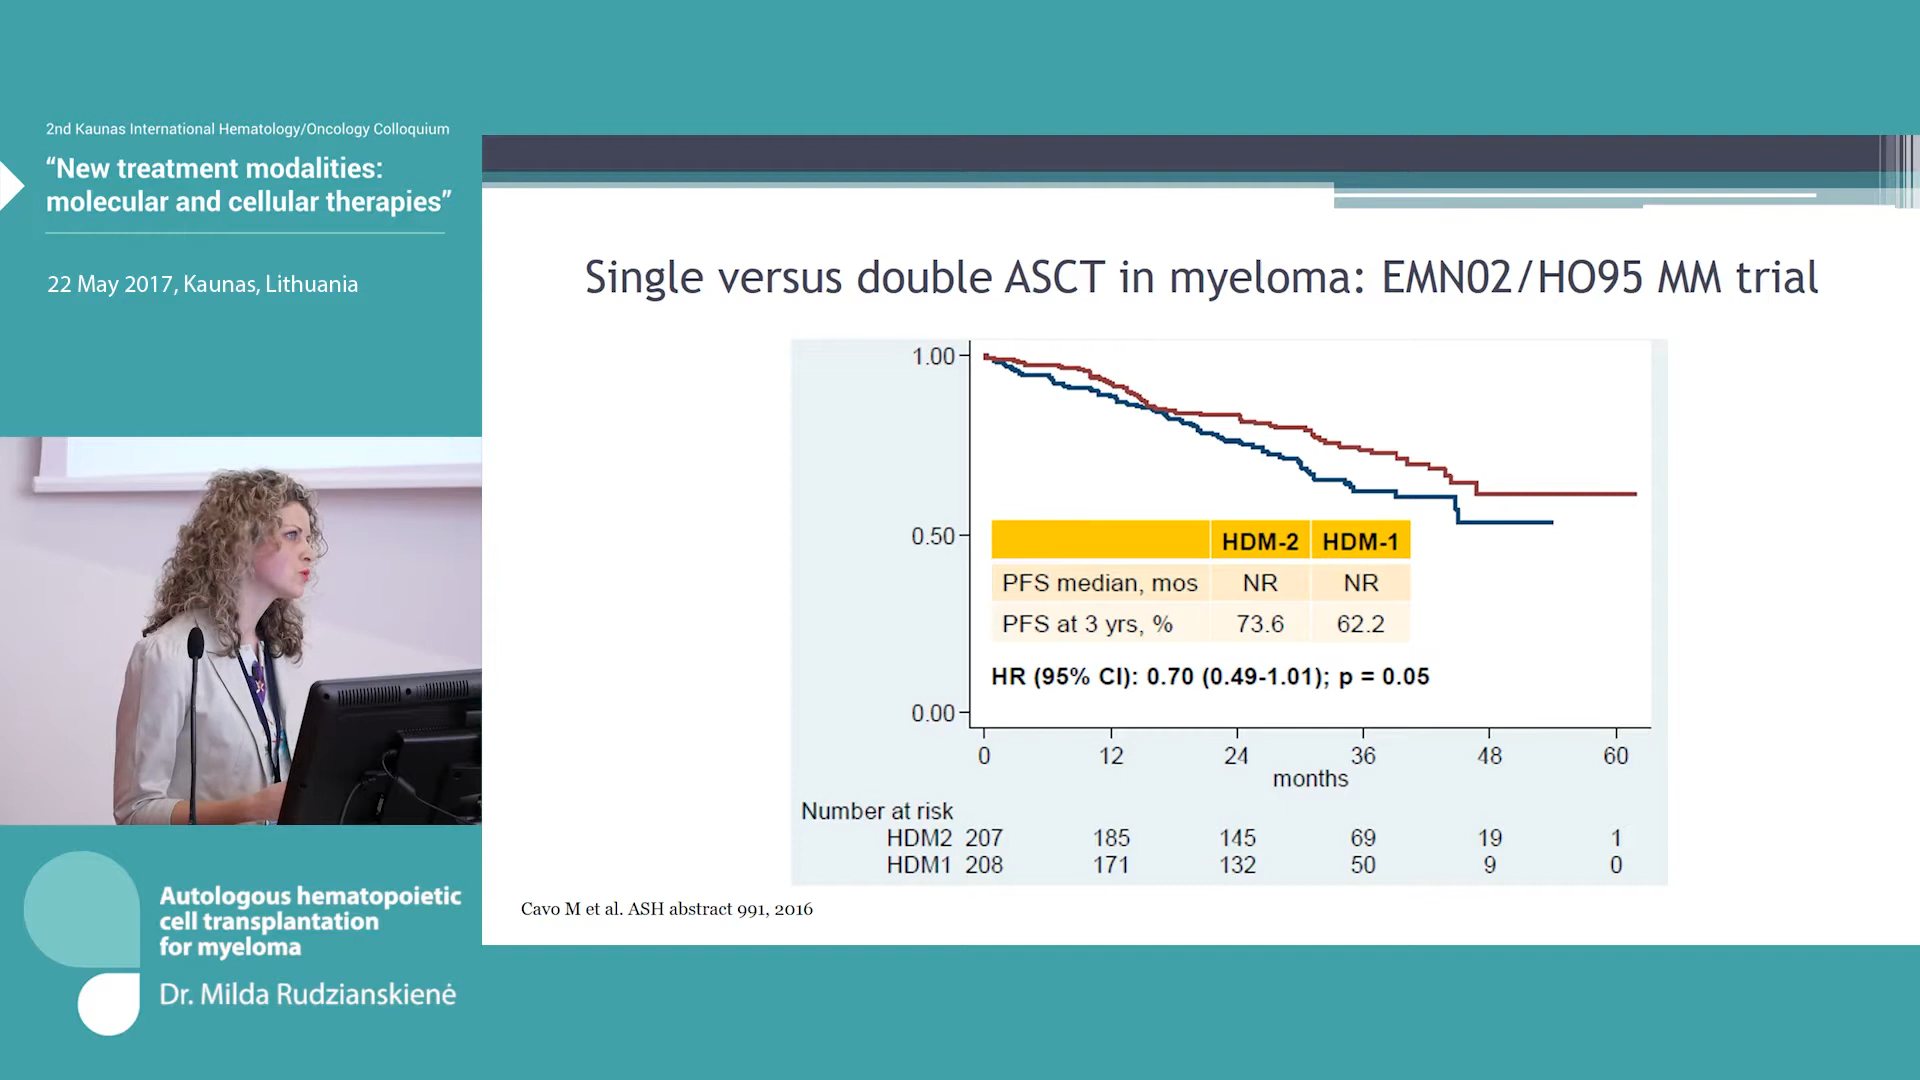 2nd Kaunas International Hematology/Oncology Colloquium
“New treatment modalities:
molecular and cellular therapies”
22 May 2017, Kaunas, Lithuania
Single versus double ASCT in myeloma: EMN02/HO95 MM trial
1.00
0.50
0.00
HDM-2 HDM-1
PFS median, mos NR NR
PFS at 3 yrs, % 73.6 62.2
HR (95% CI): 0.70 (0.49-1.01); p = 0.05
0 12 24 36 48 60
months
Number at risk
HDM2 207 185 145 69 19 1
HDM1 208 171 132 50 9 0
Cavo M et al. ASH abstract 991, 2016
Autologous hematopoietic
cell transplantation
for myeloma
Dr. Milda Rudzianskienė